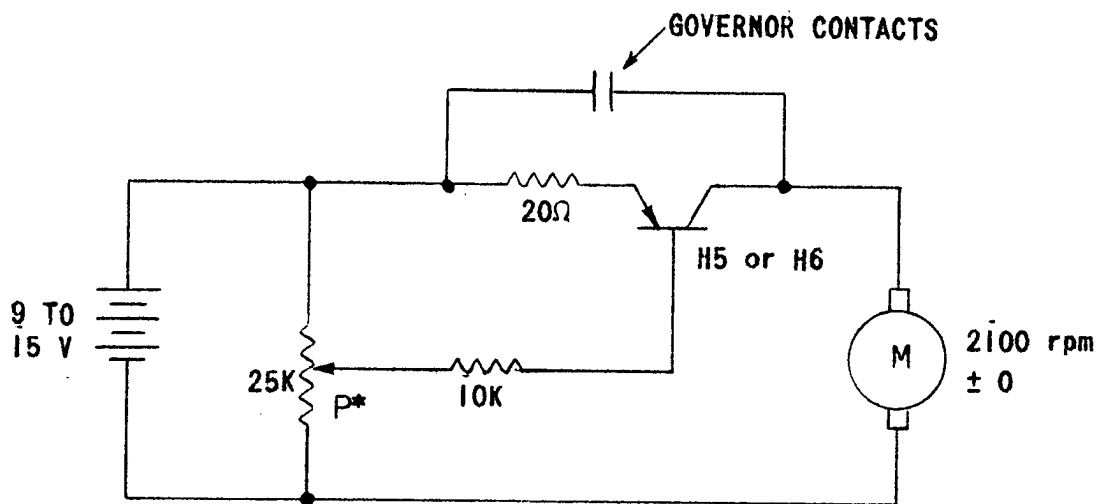 GOVERNOR CONTACTS
20Ω
H5 or H6
9 TO
15 V
25K
P*
10K
M
2100 rpm
± 0